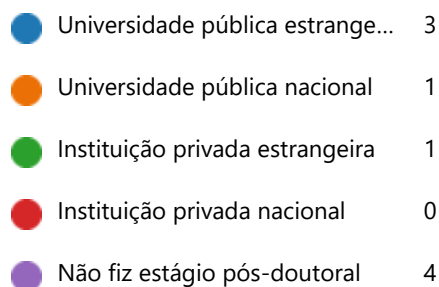 Universidade pública estrange... 3
Universidade pública nacional 1
Instituição privada estrangeira 1
Instituição privada nacional 0
Não fiz estágio pós-doutoral 4